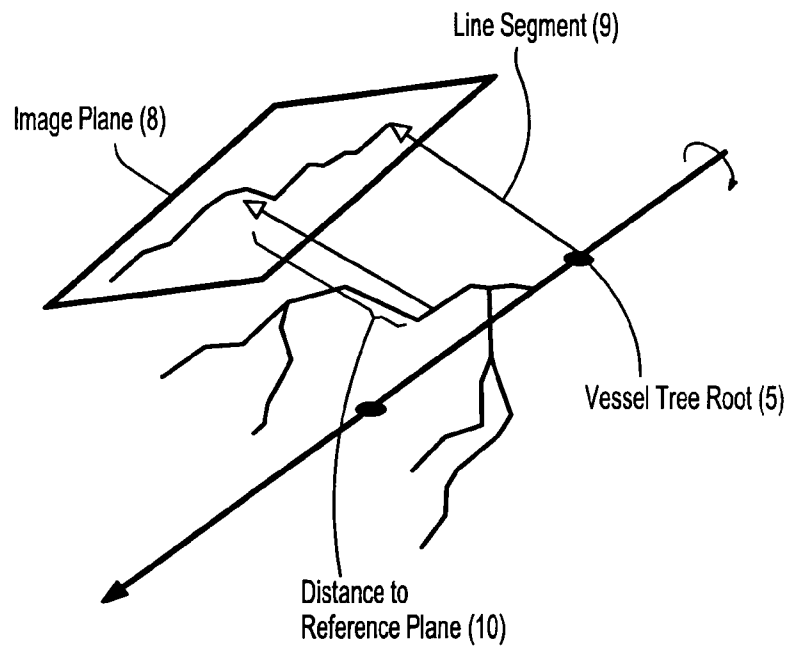 Line Segment (9)
Image Plane (8)
Vessel Tree Root (5)
Distance to
Reference Plane (10)